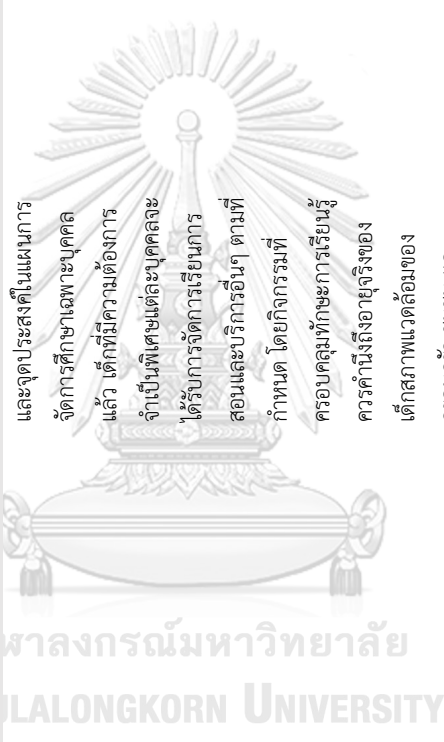 และจุดประสงค์ในแผนการ
จัดการศึกษาเฉพาะบุคคล
แล้ว เด็กที่มีความต้องการ
จำเป็นพิเศษแต่ละบุคคลจะ
ได้รับการจัดการเรียนการ
สอนและบริการอื่นๆ ตามที่
กำหนด โดยกิจกรรมที่
ครอบคลุมทักษะการเรียนรู้
ควรคำนึงถึงอายุจริงของ
เด็กสภาพแวดล้อมของ
ฬาลงกรณ์มหาวิทยาลัย
ULALONGKORN UNIVERSITY